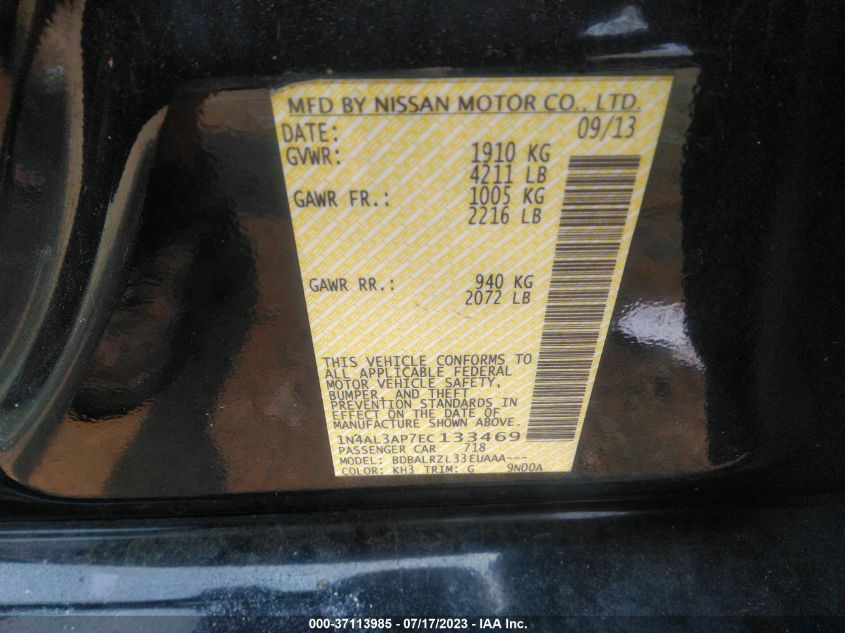 MFD BY NISSAN MOTOR CO., LTD.
DATE: 09/13
GVWR: 1910 KG
4211 LB
GAWR FR.: 1005 KG
2216 LB
GAWR RR.: 940 KG
2072 LB
THIS VEHICLE CONFORMS TO
ALL APPLICABLE FEDERAL
MOTOR VEHICLE SAFETY,
BUMPER, AND THEFT
PREVENTION STANDARDS IN
EFFECT ON THE DATE OF
MANUFACTURE SHOWN ABOVE.
1N4AL3AP7EC133469
PASSENGER CAR 718
MODEL: BDBALRZL33EUAAA---
COLOR: KH3 TRIM: G 9N00A
000-37113985 - 07/17/2023 - IAA Inc.